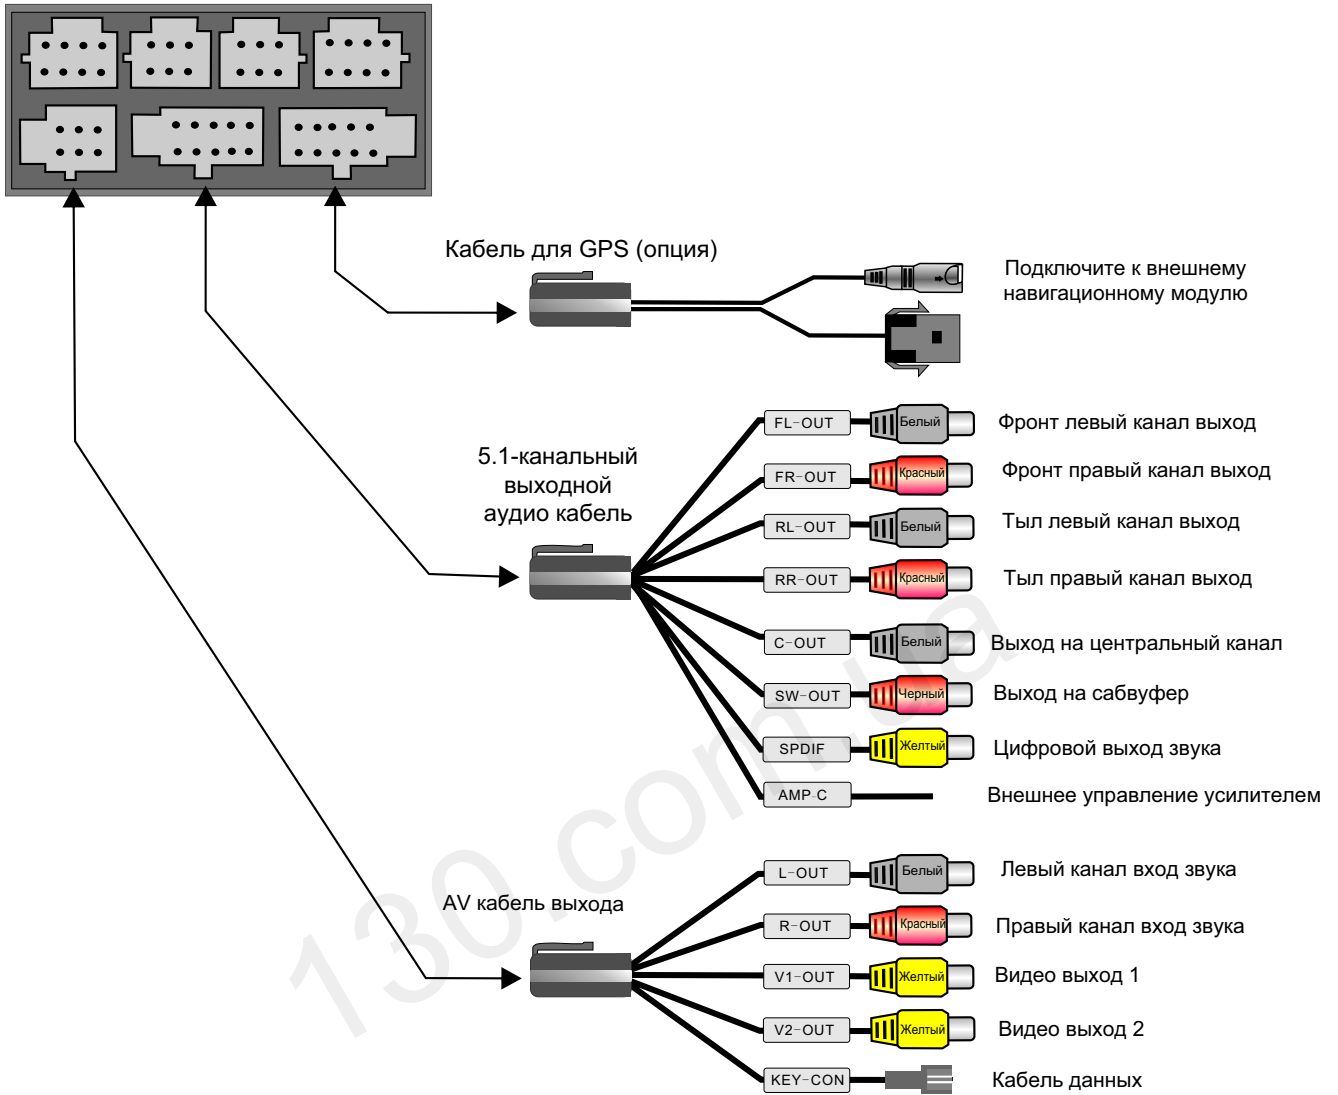 Кабель для GPS (опция)
Подключите к внешнему
навигационному модулю
5.1-канальный
выходной
аудио кабель
FL-OUT Белый Фронт левый канал выход
FR-OUT Красный Фронт правый канал выход
RL-OUT Белый Тыл левый канал выход
RR-OUT Красный Тыл правый канал выход
C-OUT Белый Выход на центральный канал
SW-OUT Черный Выход на сабвуфер
SPDIF Желтый Цифровой выход звука
AMP-C Внешнее управление усилителем
AV кабель выхода
L-OUT Белый Левый канал вход звука
R-OUT Красный Правый канал вход звука
V1-OUT Желтый Видео выход 1
V2-OUT Желтый Видео выход 2
KEY-CON Кабель данных
130.com.ua